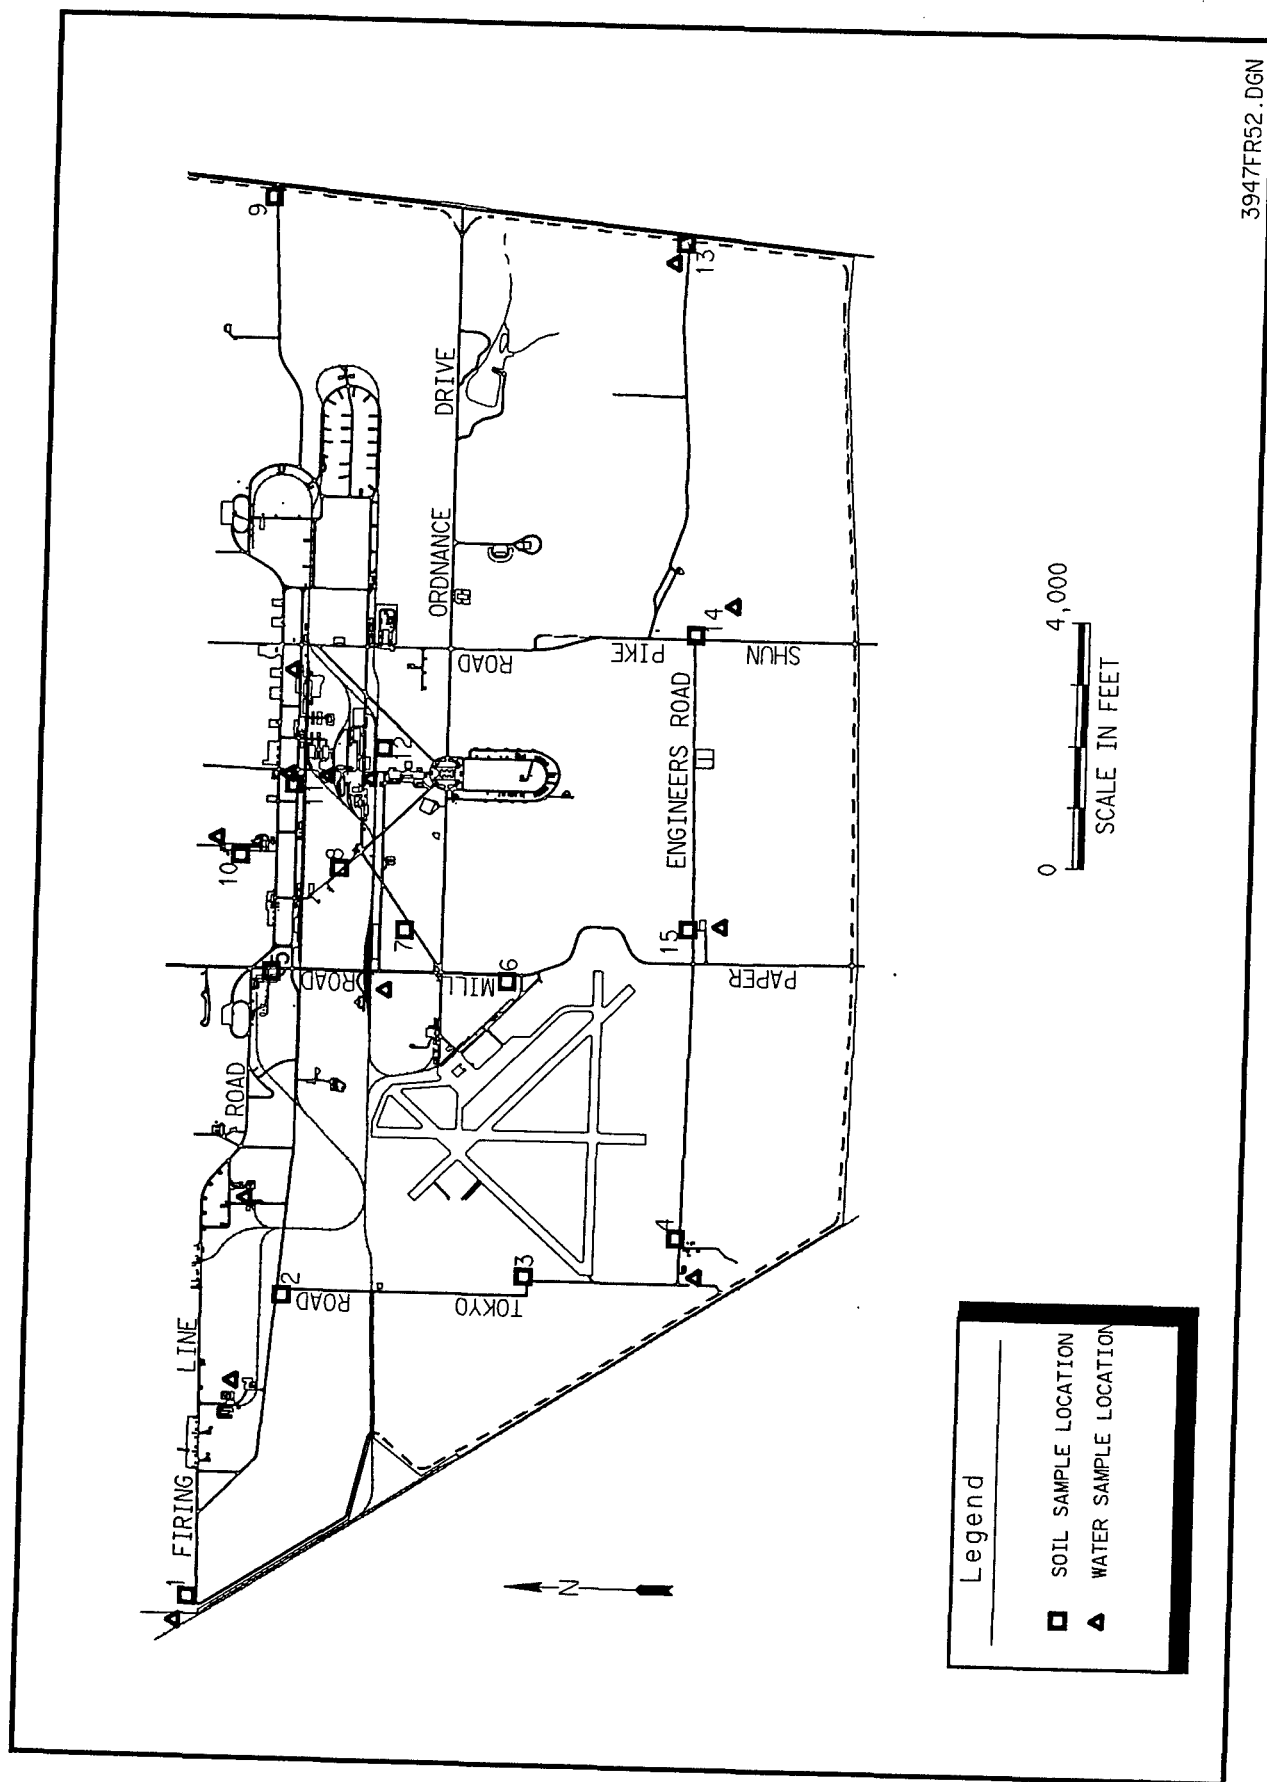 3947FR52.DGN
9
13
DRIVE
ORDNANCE
ROAD
PIKE
SHUN
14
ENGINEERS ROAD
12
10
8
7
15
5
ROAD
MILL
6
PAPER
ROAD
4
3
2
ROAD
TOKYO
LINE
FIRING
1
N
0
4,000
SCALE IN FEET
Legend
SOIL SAMPLE LOCATION
WATER SAMPLE LOCATION